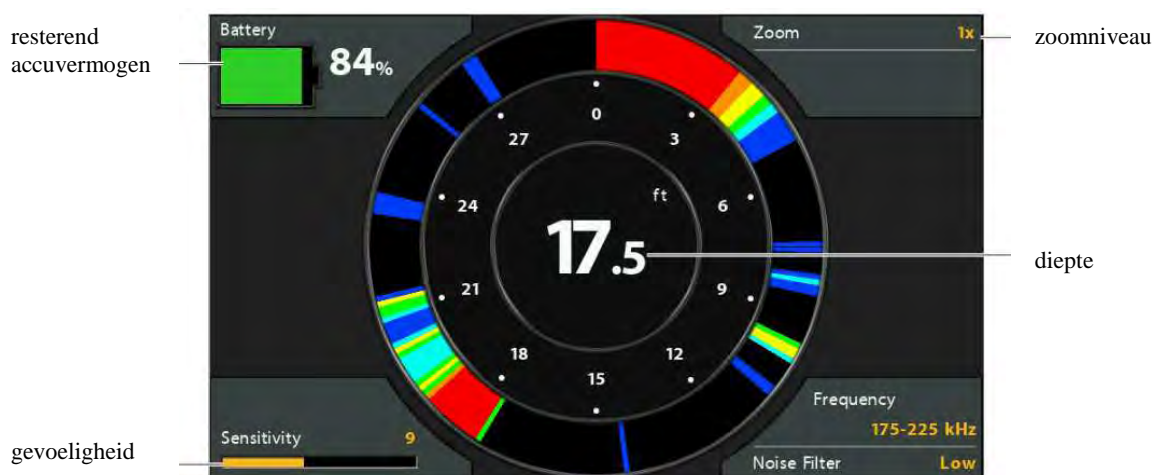 resterend
accuvermogen
Battery
84%
Zoom 1x
zoomniveau
0
27 3
ft
24 6
17.5
diepte
21 9
18 12
15
Frequency
175-225 kHz
Sensitivity 9
gevoeligheid
Noise Filter Low